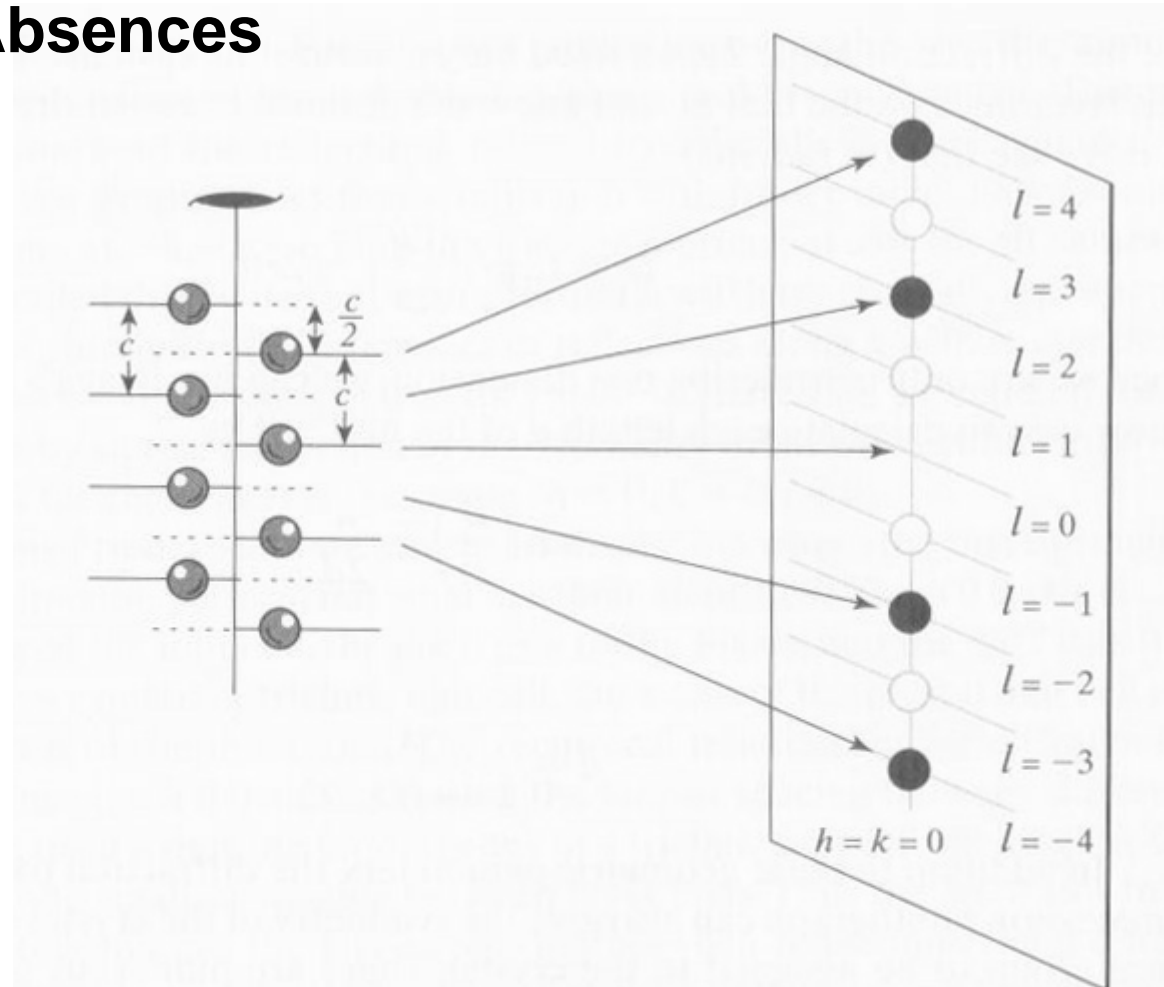 Absences
c
c
2
c
l = 4
l = 3
l = 2
l = 1
l = 0
l = −1
l = −2
l = −3
h = k = 0
l = −4